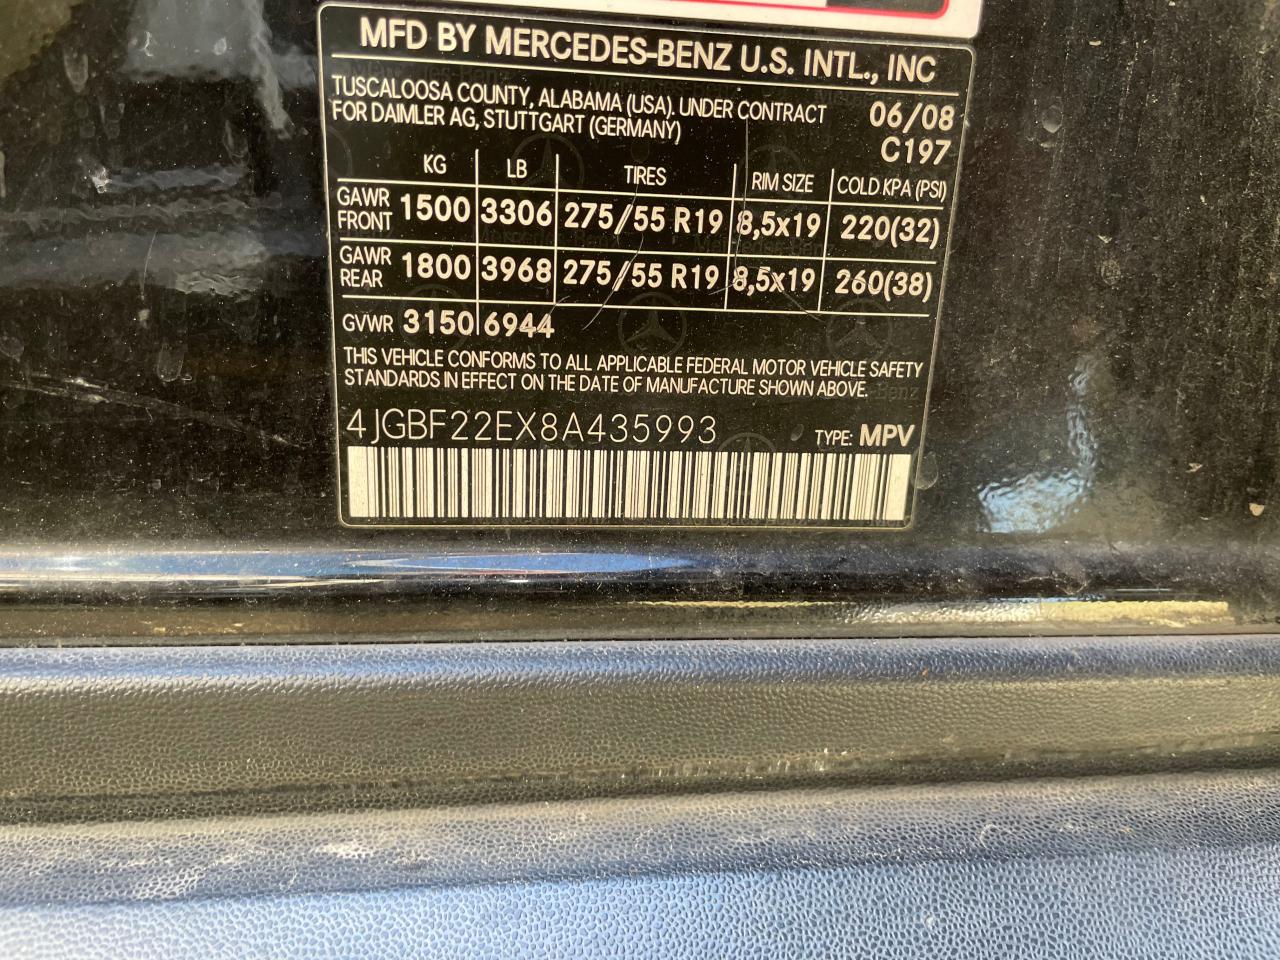 MFD BY MERCEDES-BENZ U.S. INTL., INC
TUSCALOOSA COUNTY, ALABAMA (USA). UNDER CONTRACT 06/08
FOR DAIMLER AG, STUTTGART (GERMANY) C197
KG LB TIRES RIM SIZE COLD KPA (PSI)
GAWR FRONT 1500 3306 275/55 R19 8,5x19 220(32)
GAWR REAR 1800 3968 275/55 R19 8,5x19 260(38)
GVWR 3150 6944
THIS VEHICLE CONFORMS TO ALL APPLICABLE FEDERAL MOTOR VEHICLE SAFETY
STANDARDS IN EFFECT ON THE DATE OF MANUFACTURE SHOWN ABOVE.
4JGBF22EX8A435993 TYPE: MPV